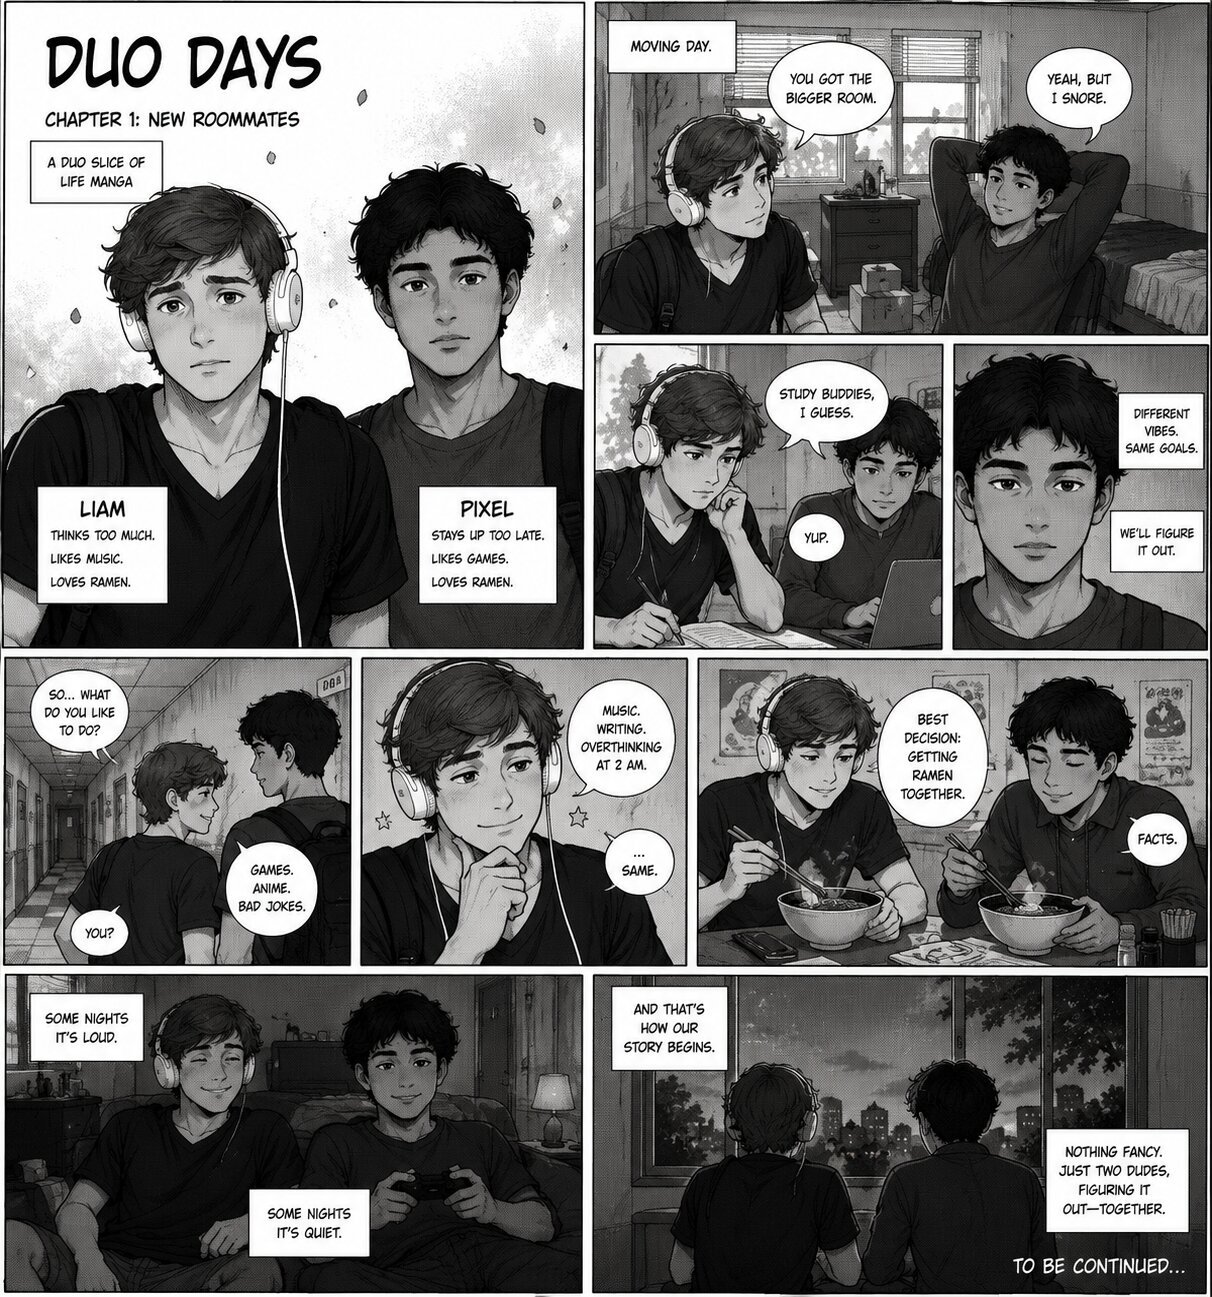 DUO DAYS
CHAPTER 1: NEW ROOMMATES
A DUO SLICE OF
LIFE MANGA
LIAM
THINKS TOO MUCH.
LIKES MUSIC.
LOVES RAMEN.
PIXEL
STAYS UP TOO LATE.
LIKES GAMES.
LOVES RAMEN.
MOVING DAY.
YOU GOT THE
BIGGER ROOM.
YEAH, BUT
I SNORE.
STUDY BUDDIES,
I GUESS.
YUP.
DIFFERENT
VIBES.
SAME GOALS.
WE'LL FIGURE
IT OUT.
SO... WHAT
DO YOU LIKE
TO DO?
GAMES.
ANIME.
BAD JOKES.
YOU?
MUSIC.
WRITING.
OVERTHINKING
AT 2 AM.
...
SAME.
BEST
DECISION:
GETTING
RAMEN
TOGETHER.
FACTS.
SOME NIGHTS
IT'S LOUD.
SOME NIGHTS
IT'S QUIET.
AND THAT'S
HOW OUR
STORY BEGINS.
NOTHING FANCY.
JUST TWO DUDES,
FIGURING IT
OUT—TOGETHER.
TO BE CONTINUED...